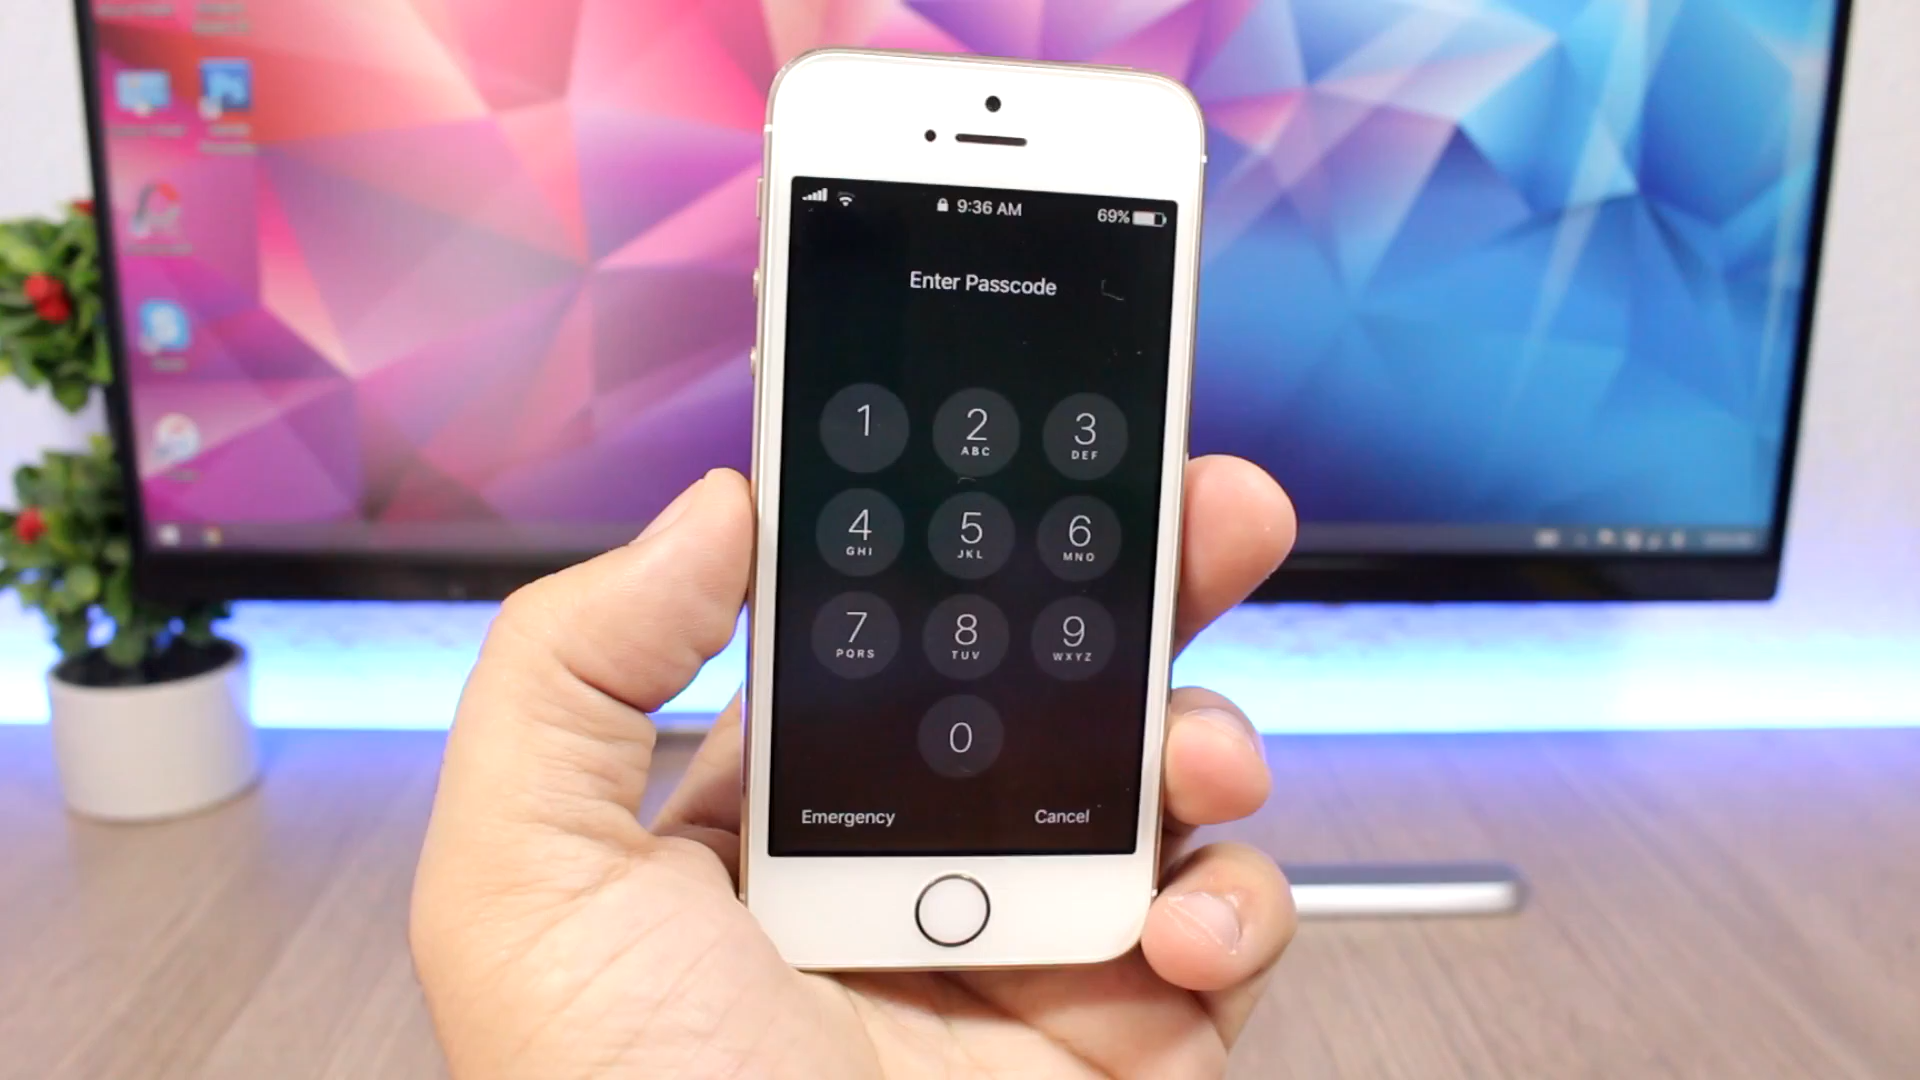 9:36 AM
69%
Enter Passcode
1
2
ABC
3
DEF
4
GHI
5
JKL
6
MNO
7
PQRS
8
TUV
9
WXYZ
0
Emergency
Cancel